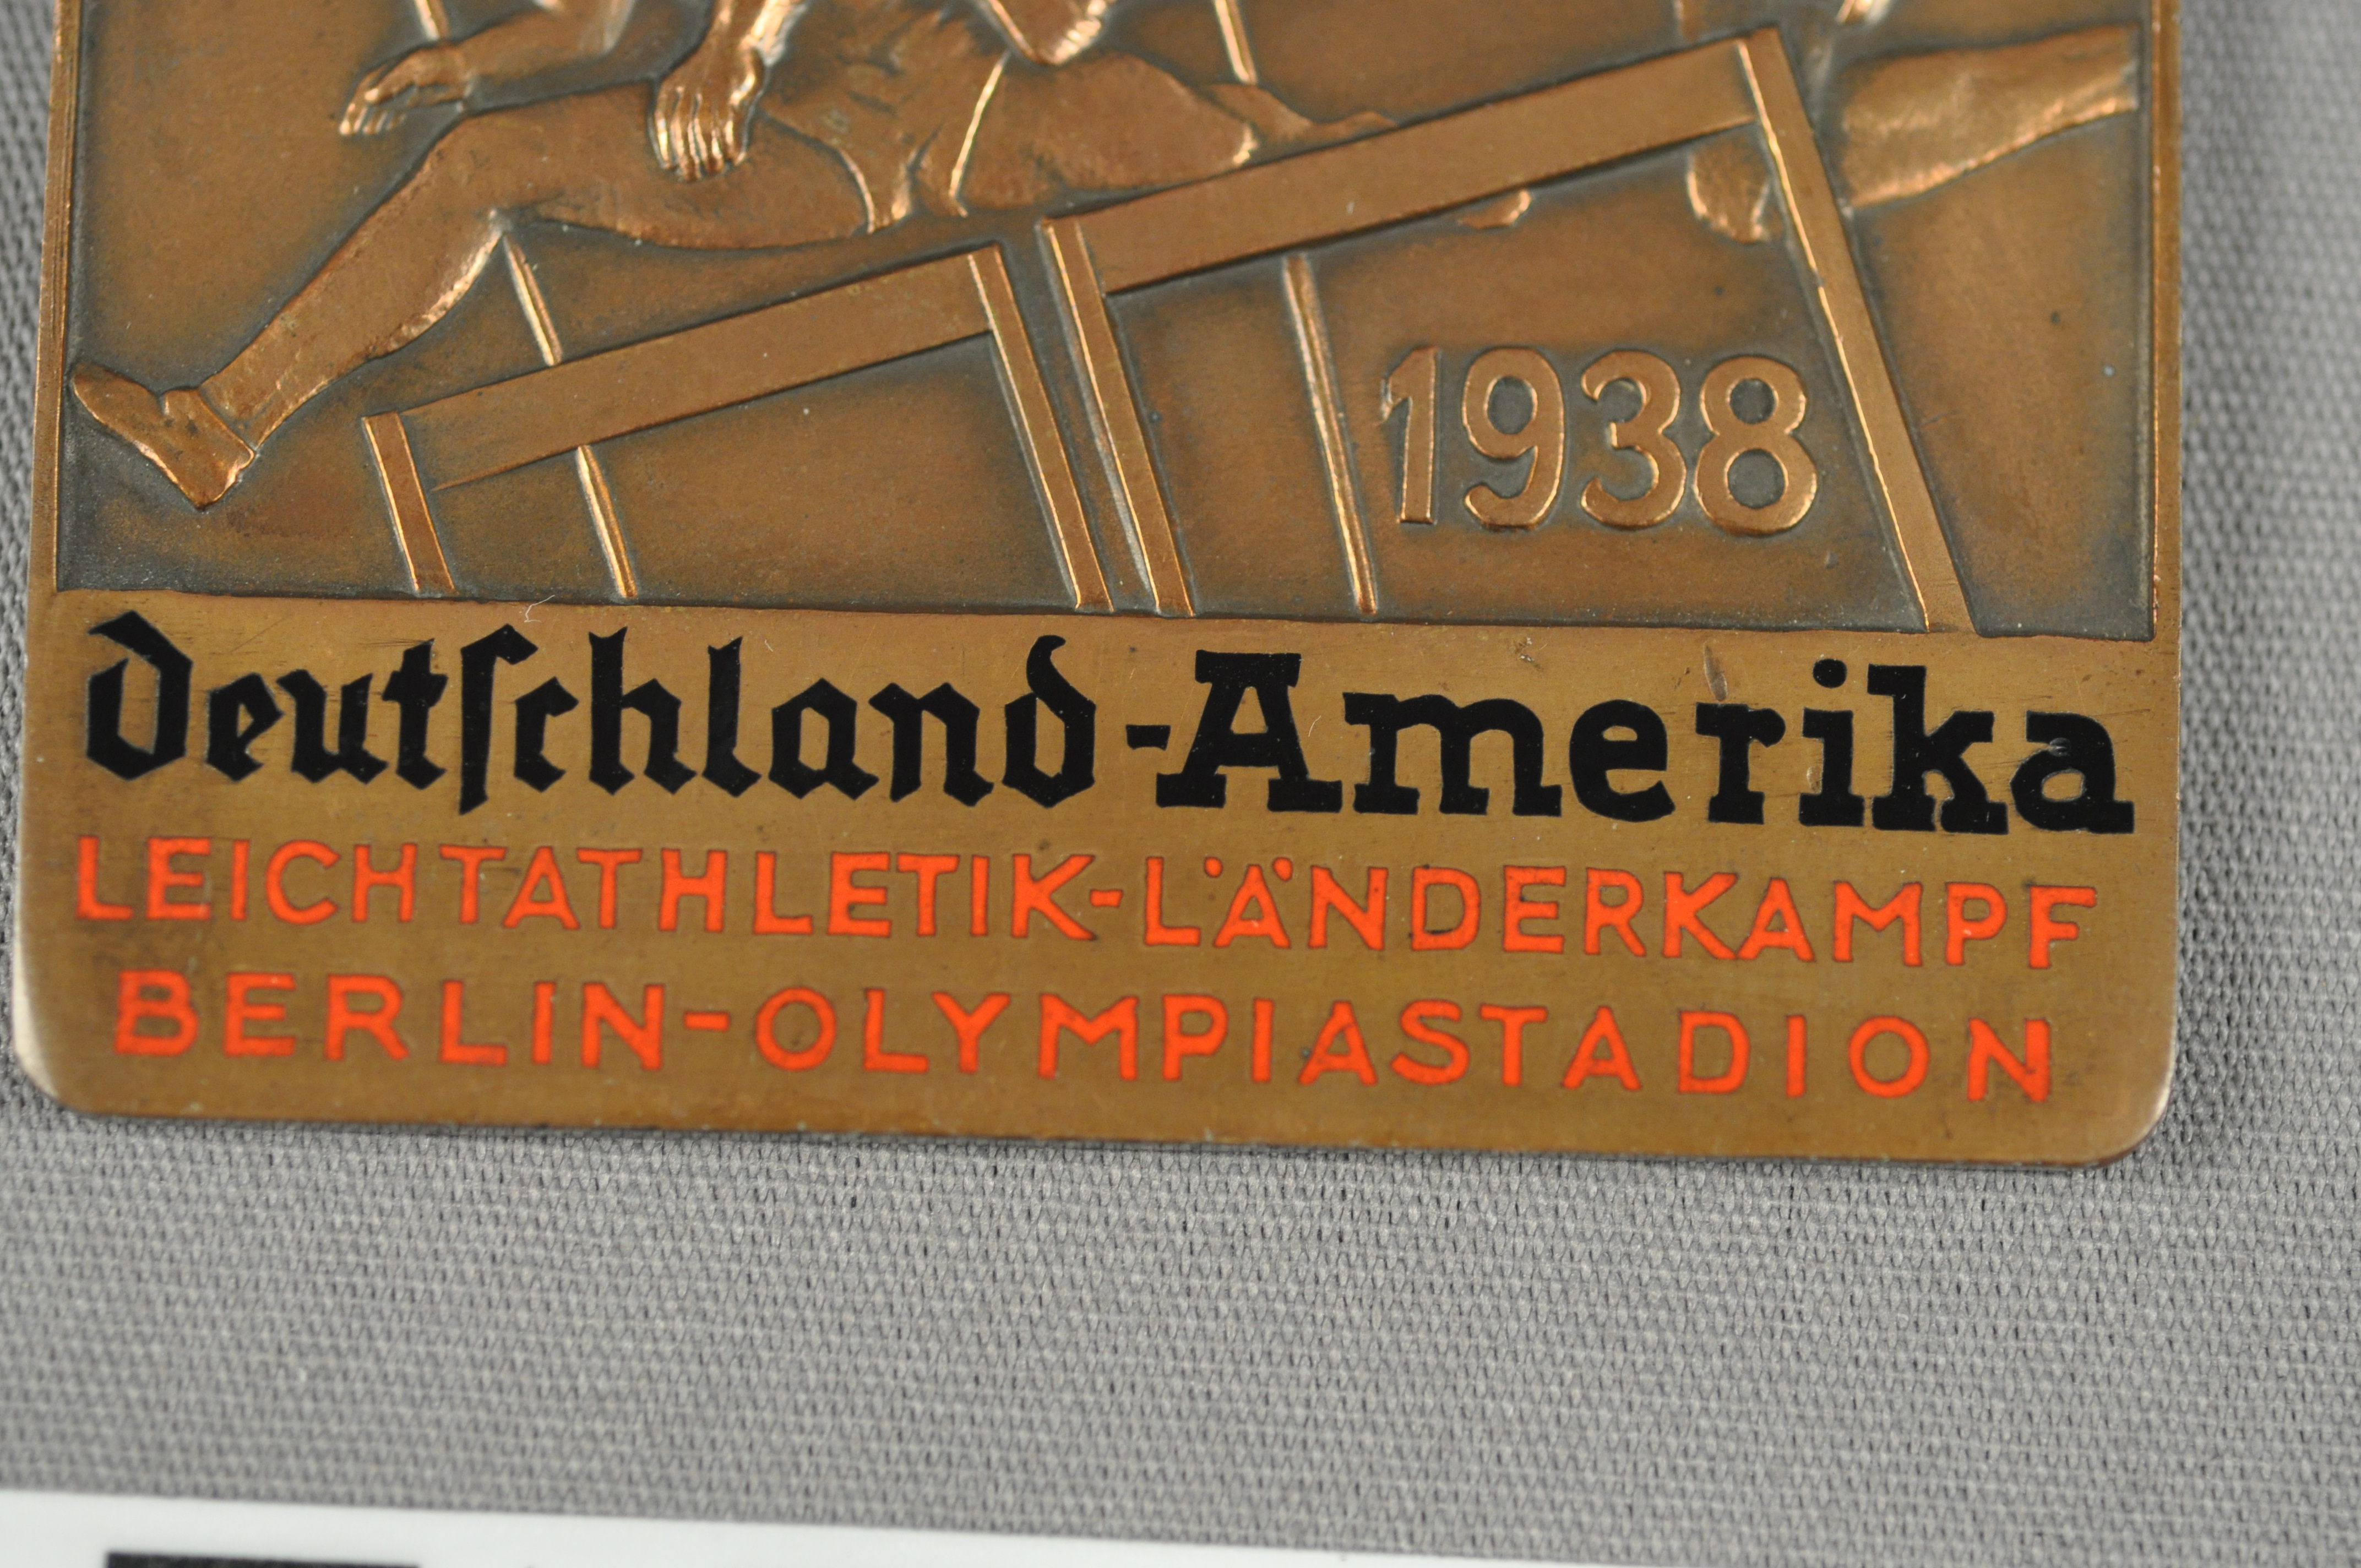 1938
Deutſchland-Amerika
LEICHTATHLETIK-LÄNDERKAMPF
BERLIN-OLYMPIASTADION